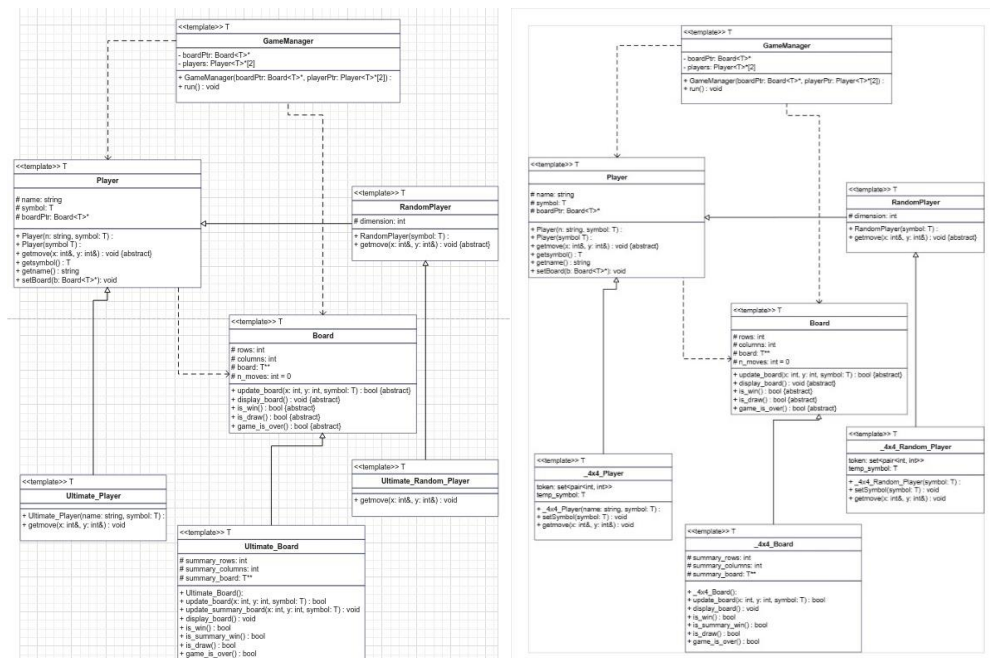 <<template>> T
GameManager
- boardPtr: Board<T>*
- players: Player<T>*[2]
+ GameManager(boardPtr: Board<T>*, playerPtr: Player<T>*[2]) :
+ run() : void
<<template>> T
Player
# name: string
# symbol: T
# boardPtr: Board<T>*
+ Player(n: string, symbol: T) :
+ Player(symbol T) :
+ getmove(x: int&, y: int&) : void {abstract}
+ getsymbol() : T
+ getname() : string
+ setBoard(b: Board<T>*): void
<<template>> T
RandomPlayer
# dimension: int
+ RandomPlayer(symbol: T) :
+ getmove(x: int&, y: int&) : void {abstract}
<<template>> T
Board
# rows: int
# columns: int
# board: T**
# n_moves: int = 0
+ update_board(x: int, y: int, symbol: T) : bool {abstract}
+ display_board() : void {abstract}
+ is_win() : bool {abstract}
+ is_draw() : bool {abstract}
+ game_is_over() : bool {abstract}
<<template>> T
Ultimate_Player
+ Ultimate_Player(name: string, symbol: T) :
+ getmove(x: int&, y: int&) : void
<<template>> T
Ultimate_Random_Player
+ getmove(x: int&, y: int&) : void
<<template>> T
Ultimate_Board
# summary_rows: int
# summary_columns: int
# summary_board: T**
+ Ultimate_Board():
+ update_board(x: int, y: int, symbol: T) : bool
+ update_summary_board(x: int, y: int, symbol: T) : void
+ display_board() : void
+ is_win() : bool
+ is_summary_win() : bool
+ is_draw() : bool
+ game_is_over() : bool
<<template>> T
GameManager
- boardPtr: Board<T>*
- players: Player<T>*[2]
+ GameManager(boardPtr: Board<T>*, playerPtr: Player<T>*[2]) :
+ run() : void
<<template>> T
Player
# name: string
# symbol: T
# boardPtr: Board<T>*
+ Player(n: string, symbol: T) :
+ Player(symbol T) :
+ getmove(x: int&, y: int&) : void {abstract}
+ getsymbol() : T
+ getname() : string
+ setBoard(b: Board<T>*): void
<<template>> T
RandomPlayer
# dimension: int
+ RandomPlayer(symbol: T) :
+ getmove(x: int&, y: int&) : void {abstract}
<<template>> T
Board
# rows: int
# columns: int
# board: T**
# n_moves: int = 0
+ update_board(x: int, y: int, symbol: T) : bool {abstract}
+ display_board() : void {abstract}
+ is_win() : bool {abstract}
+ is_draw() : bool {abstract}
+ game_is_over() : bool {abstract}
<<template>> T
_4x4_Player
token: set<pair<int, int>>
temp_symbol: T
+ _4x4_Player(name: string, symbol: T) :
+ setSymbol(symbol: T) : void
+ getmove(x: int&, y: int&) : void
<<template>> T
_4x4_Random_Player
token: set<pair<int, int>>
temp_symbol: T
+ _4x4_Random_Player(symbol: T) :
+ setSymbol(symbol: T) : void
+ getmove(x: int&, y: int&) : void
<<template>> T
_4x4_Board
# summary_rows: int
# summary_columns: int
# summary_board: T**
+ _4x4_Board():
+ update_board(x: int, y: int, symbol: T) : bool
+ display_board() : void
+ is_win() : bool
+ is_summary_win() : bool
+ is_draw() : bool
+ game_is_over() : bool